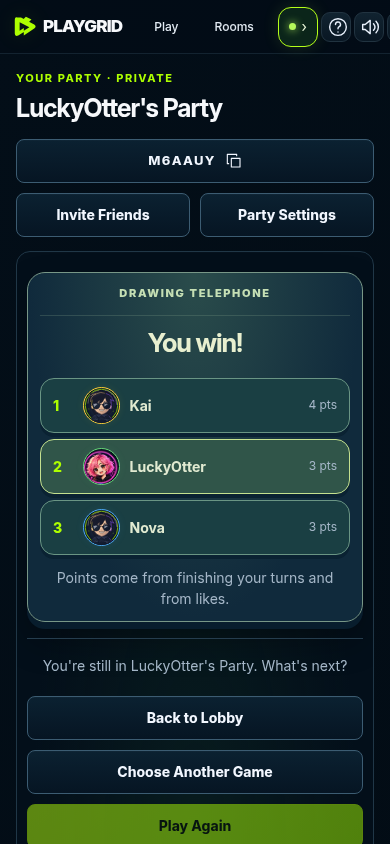 PLAYGRID Play Rooms
YOUR PARTY · PRIVATE
LuckyOtter's Party
M6AAUY
Invite Friends Party Settings
DRAWING TELEPHONE
You win!
1 Kai 4 pts
2 LuckyOtter 3 pts
3 Nova 3 pts
Points come from finishing your turns and
from likes.
You're still in LuckyOtter's Party. What's next?
Back to Lobby
Choose Another Game
Play Again